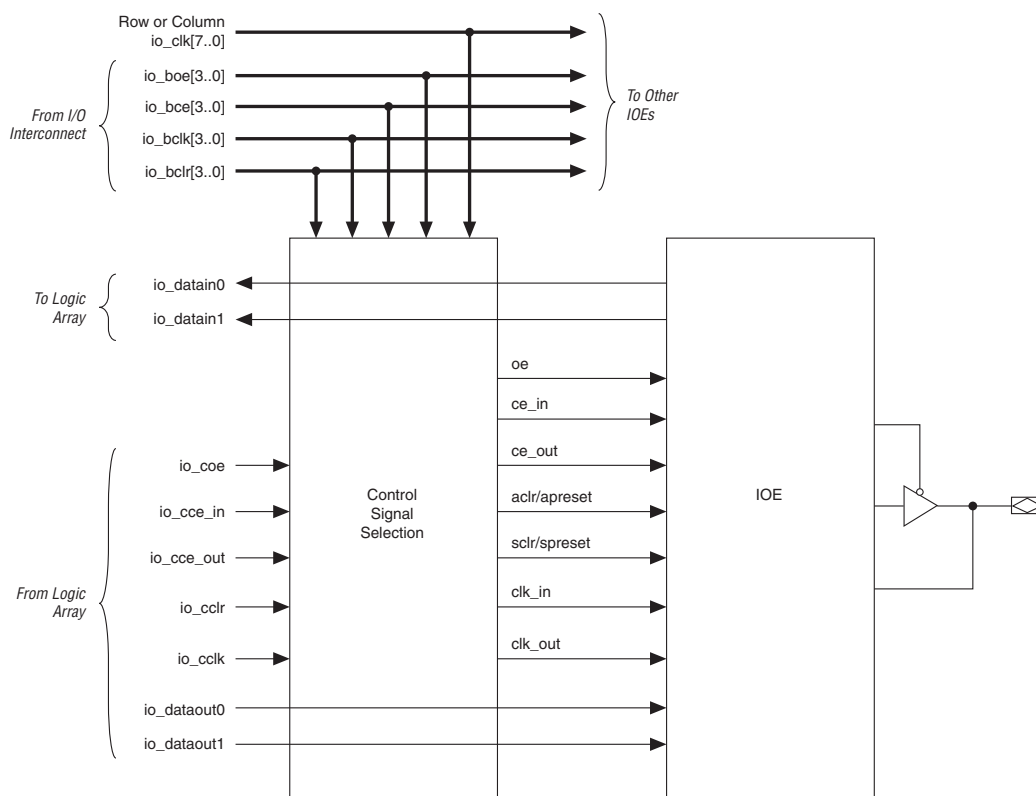 Row or Column
io_clk[7..0]
io_boe[3..0]
From I/O
Interconnect
io_bce[3..0]
io_bclk[3..0]
io_bclr[3..0]
To Other
IOEs
To Logic
Array
io_datain0
io_datain1
oe
ce_in
ce_out
aclr/apreset
sclr/spreset
clk_in
clk_out
Control
Signal
Selection
IOE
From Logic
Array
io_coe
io_cce_in
io_cce_out
io_cclr
io_cclk
io_dataout0
io_dataout1